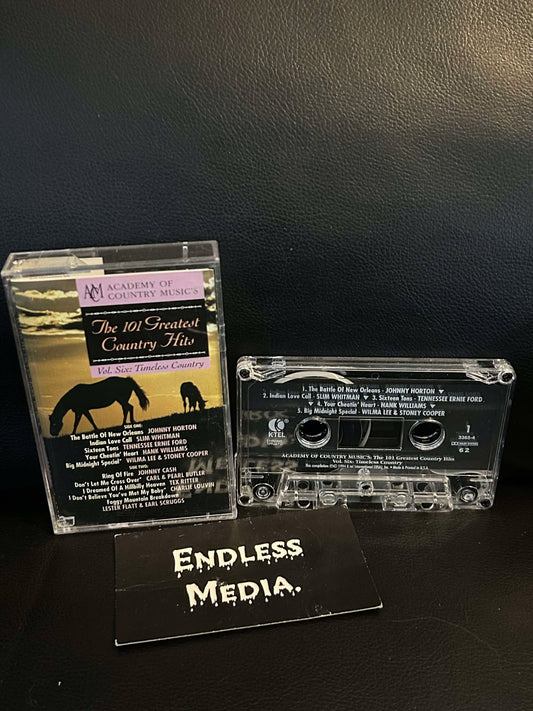 ACM ACADEMY OF
COUNTRY MUSIC'S
The 101 Greatest
Country Hits
Vol. Six: Timeless Country
SIDE ONE:
The Battle Of New Orleans JOHNNY HORTON
Indian Love Call SLIM WHITMAN
Sixteen Tons TENNESSEE ERNIE FORD
Your Cheatin' Heart HANK WILLIAMS
Big Midnight Special* WILMA LEE & STONEY COOPER
SIDE TWO:
Ring Of Fire JOHNNY CASH
Don't Let Me Cross Over* CARL & PEARL BUTLER
I Dreamed Of A Hillbilly Heaven TEX RITTER
I Don't Believe You've Met My Baby* CHARLIE LOUVIN
Foggy Mountain Breakdown
LESTER FLATT & EARL SCRUGGS
1. The Battle Of New Orleans - JOHNNY HORTON
2. Indian Love Call - SLIM WHITMAN 3. Sixteen Tons - TENNESSEE ERNIE FORD
4. Your Cheatin' Heart - HANK WILLIAMS
5. Big Midnight Special - WILMA LEE & STONEY COOPER
K
K-TEL
1
3365-4
62
ACADEMY OF COUNTRY MUSIC'S: The 101 Greatest Country Hits
Vol. Six: Timeless Country
ENDLESS
MEDIA.